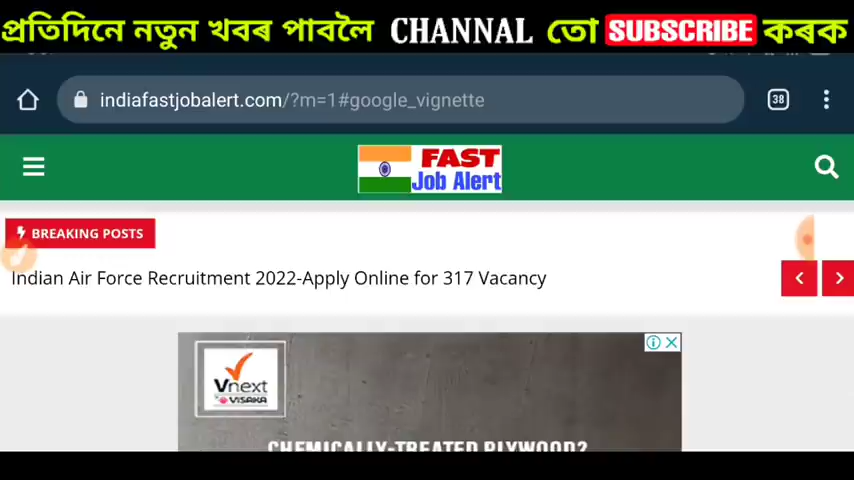 প্ৰতিদিনে নতুন খবৰ পাবলৈ CHANNAL তো SUBSCRIBE কৰক
indiafastjobalert.com/?m=1#google_vignette
38
FAST
Job Alert
BREAKING POSTS
Indian Air Force Recruitment 2022-Apply Online for 317 Vacancy
Vnext
VISAKA
CHEMICALLY-TREATED PLYWOOD?